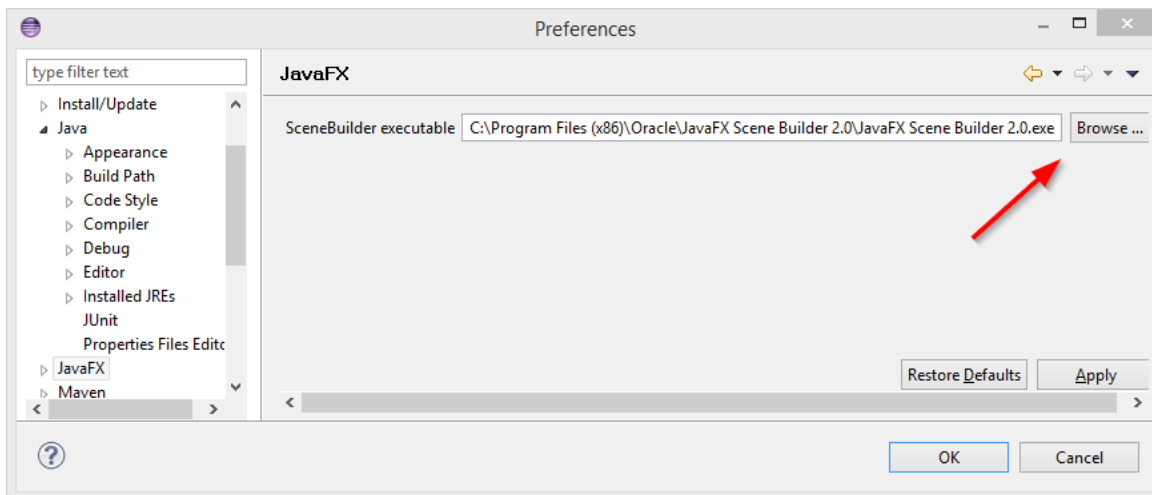 Preferences
type filter text
Install/Update
Java
Appearance
Build Path
Code Style
Compiler
Debug
Editor
Installed JREs
JUnit
Properties Files Editc
JavaFX
Maven
JavaFX
SceneBuilder executable C:\Program Files (x86)\Oracle\JavaFX Scene Builder 2.0\JavaFX Scene Builder 2.0.exe Browse ...
Restore Defaults Apply
OK Cancel